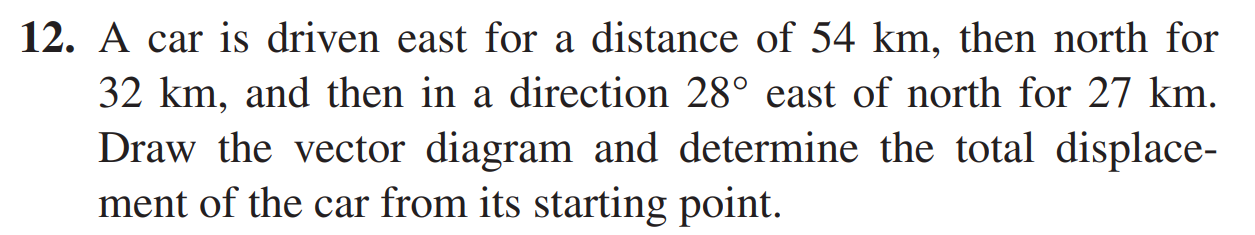 12. A car is driven east for a distance of 54 km, then north for
32 km, and then in a direction 28° east of north for 27 km.
Draw the vector diagram and determine the total displace-
ment of the car from its starting point.